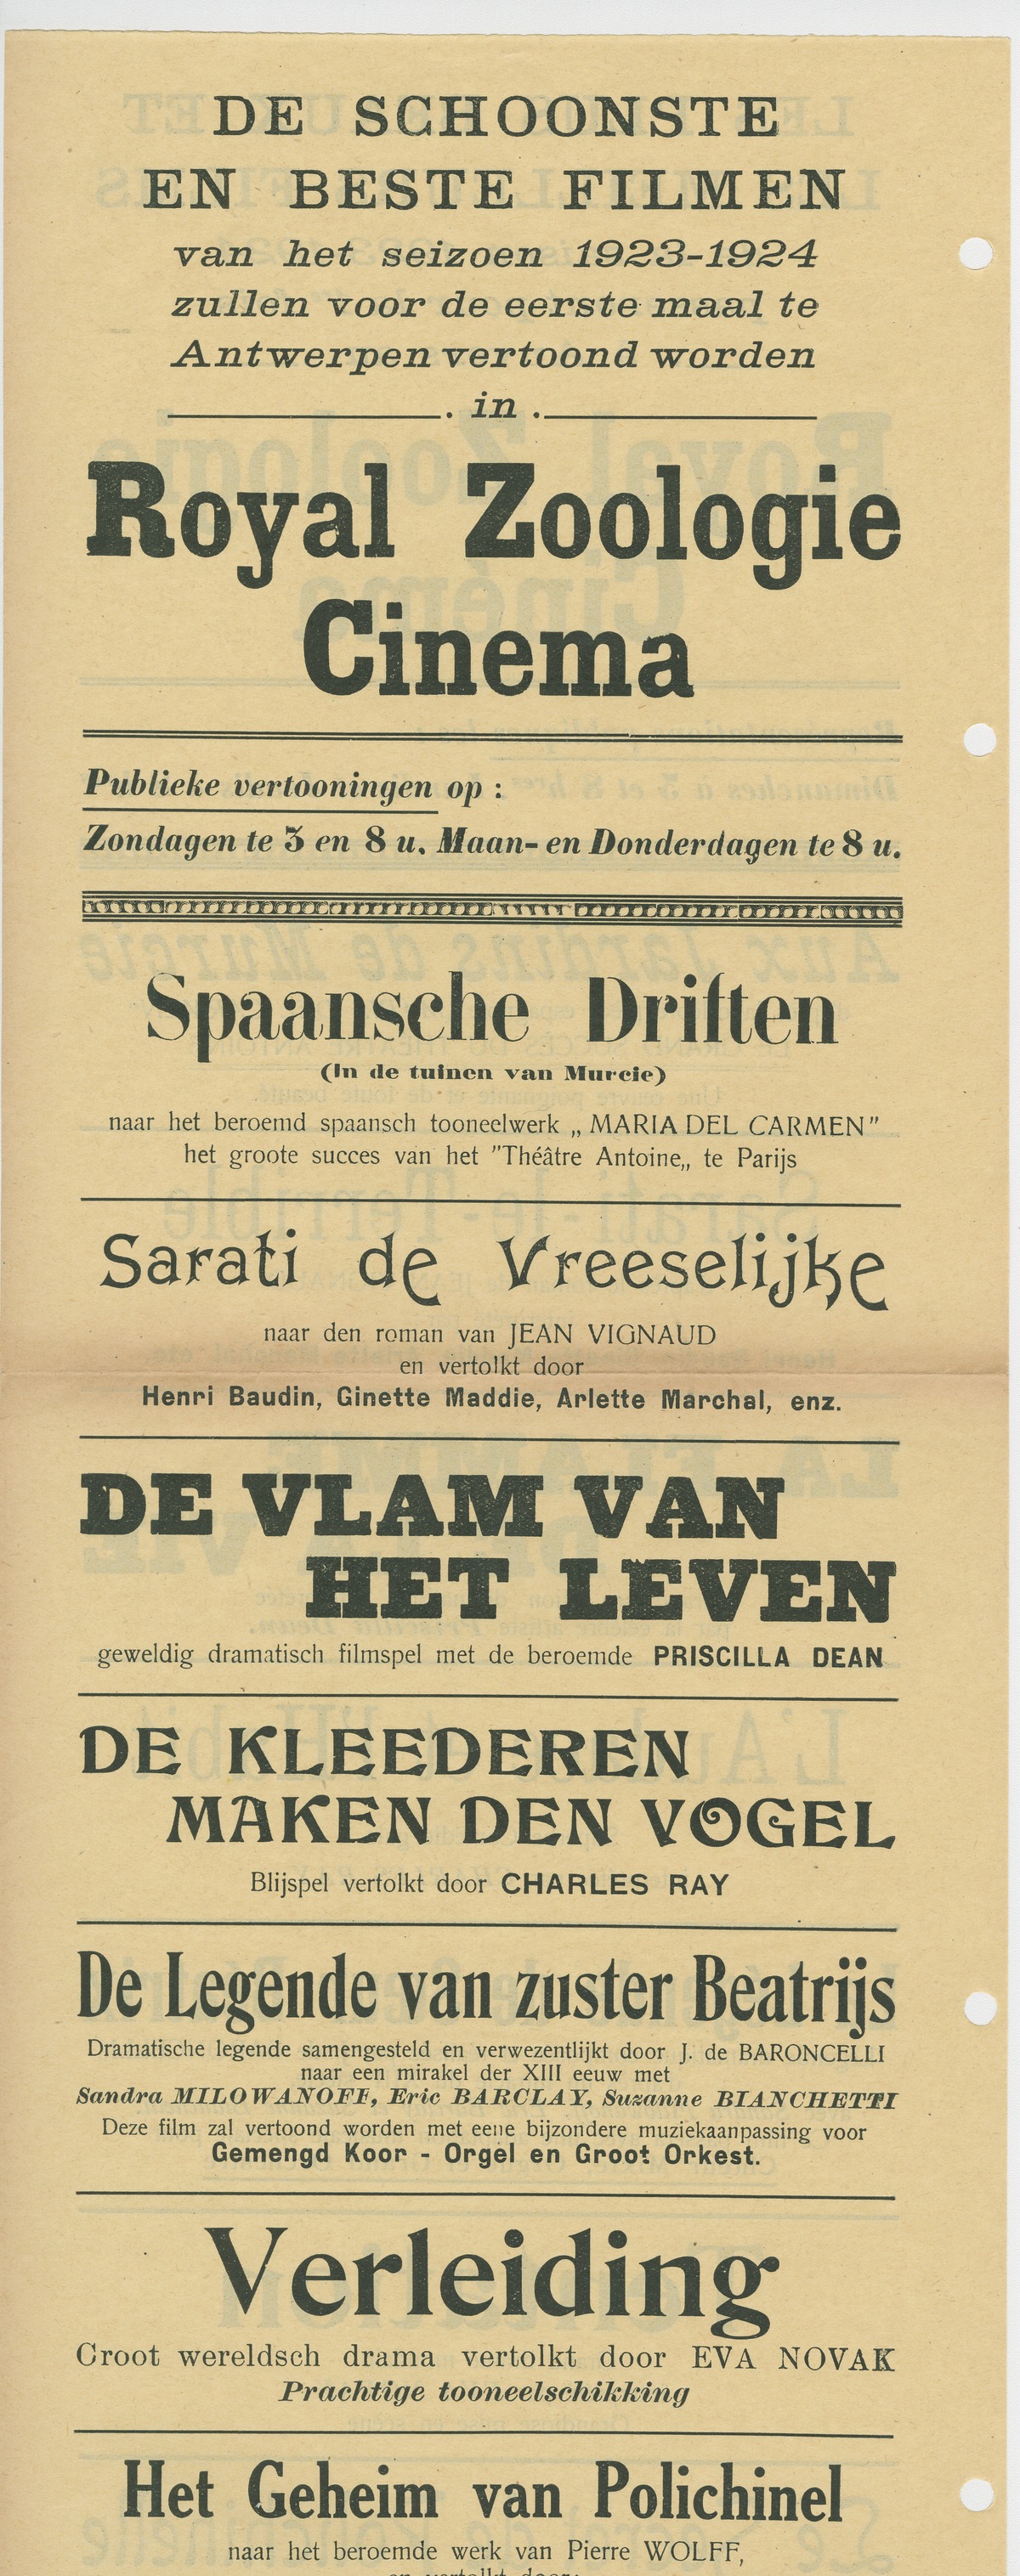 DE SCHOONSTE
EN BESTE FILMEN
van het seizoen 1923-1924
zullen voor de eerste maal te
Antwerpen vertoond worden
. in .
Royal Zoologie
Cinema
Publieke vertooningen op :
Zondagen te 3 en 8 u. Maan- en Donderdagen te 8 u.
Spaansche Driften
(In de tuinen van Murcie)
naar het beroemd spaansch tooneelwerk „ MARIA DEL CARMEN"
het groote succes van het "Théâtre Antoine„ te Parijs
Sarati de Vreeselijke
naar den roman van JEAN VIGNAUD
en vertolkt door
Henri Baudin, Ginette Maddie, Arlette Marchal, enz.
DE VLAM VAN
HET LEVEN
geweldig dramatisch filmspel met de beroemde PRISCILLA DEAN
DE KLEEDEREN
MAKEN DEN VOGEL
Blijspel vertolkt door CHARLES RAY
De Legende van zuster Beatrijs
Dramatische legende samengesteld en verwezentlijkt door J. de BARONCELLI
naar een mirakel der XIII eeuw met
Sandra MILOWANOFF, Eric BARCLAY, Suzanne BIANCHETTI
Deze film zal vertoond worden met eene bijzondere muziekaanpassing voor
Gemengd Koor - Orgel en Groot Orkest.
Verleiding
Groot wereldsch drama vertolkt door EVA NOVAK
Prachtige tooneelschikking
Het Geheim van Polichinel
naar het beroemde werk van Pierre WOLFF,
en vertolkt door: